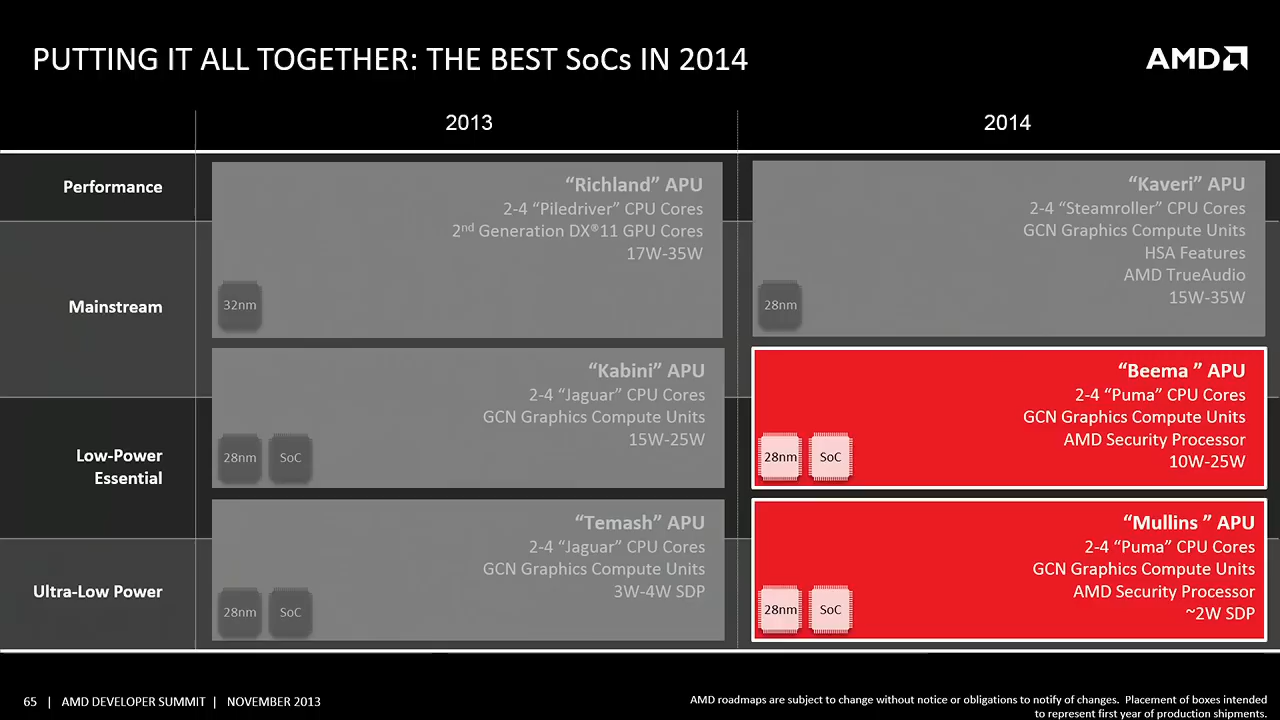 PUTTING IT ALL TOGETHER: THE BEST SoCs IN 2014
AMD
2013
2014
Performance
Mainstream
Low-Power
Essential
Ultra-Low Power
“Richland” APU
2-4 “Piledriver” CPU Cores
2nd Generation DX®11 GPU Cores
17W-35W
32nm
“Kaveri” APU
2-4 “Steamroller” CPU Cores
GCN Graphics Compute Units
HSA Features
AMD TrueAudio
15W-35W
28nm
“Kabini” APU
2-4 “Jaguar” CPU Cores
GCN Graphics Compute Units
15W-25W
28nm
SoC
“Beema ” APU
2-4 “Puma” CPU Cores
GCN Graphics Compute Units
AMD Security Processor
10W-25W
28nm
SoC
“Temash” APU
2-4 “Jaguar” CPU Cores
GCN Graphics Compute Units
3W-4W SDP
28nm
SoC
“Mullins ” APU
2-4 “Puma” CPU Cores
GCN Graphics Compute Units
AMD Security Processor
~2W SDP
28nm
SoC
65 | AMD DEVELOPER SUMMIT | NOVEMBER 2013
AMD roadmaps are subject to change without notice or obligations to notify of changes. Placement of boxes intended
to represent first year of production shipments.